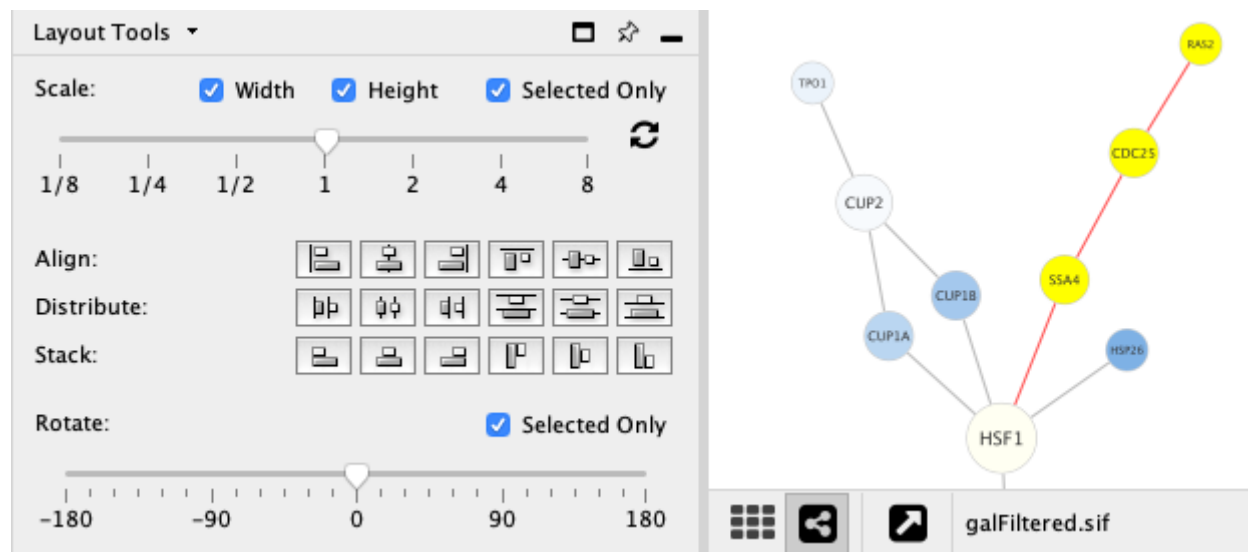 Layout Tools
Scale:
Width
Height
Selected Only
1/8 1/4 1/2 1 2 4 8
Align:
Distribute:
Stack:
Rotate:
Selected Only
-180 -90 0 90 180
RAS2
TPO1
CDC25
CUP2
SSA4
CUP1B
CUP1A
HSP26
HSF1
galFiltered.sif